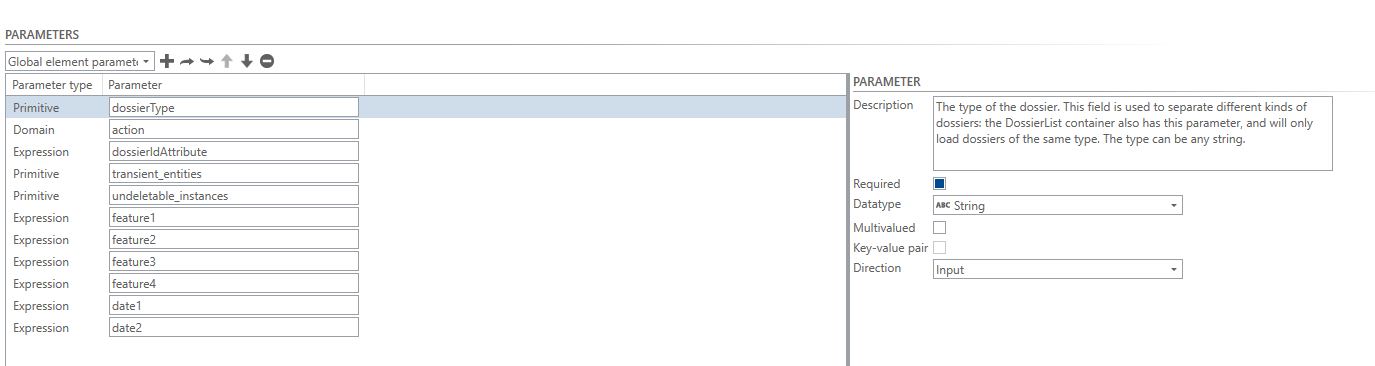 PARAMETERS
Global element paramete
Parameter type Parameter
Primitive dossierType
Domain action
Expression dossierIdAttribute
Primitive transient_entities
Primitive undeletable_instances
Expression feature1
Expression feature2
Expression feature3
Expression feature4
Expression date1
Expression date2
PARAMETER
Description
The type of the dossier. This field is used to separate different kinds of
dossiers: the DossierList container also has this parameter, and will only
load dossiers of the same type. The type can be any string.
Required
Datatype ABC String
Multivalued
Key-value pair
Direction Input